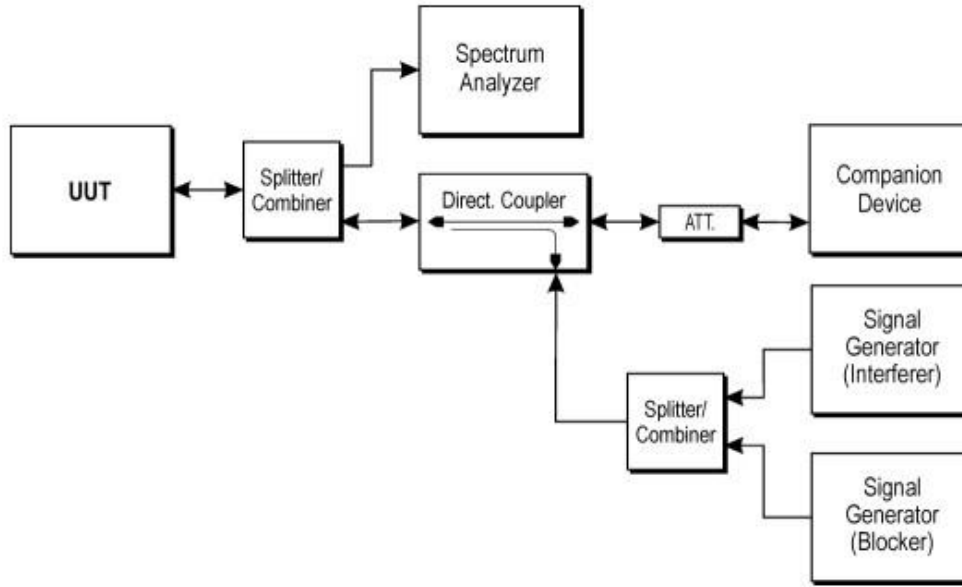 Spectrum
Analyzer
UUT
Splitter/
Combiner
Direct. Coupler
ATT.
Companion
Device
Signal
Generator
(Interferer)
Splitter/
Combiner
Signal
Generator
(Blocker)